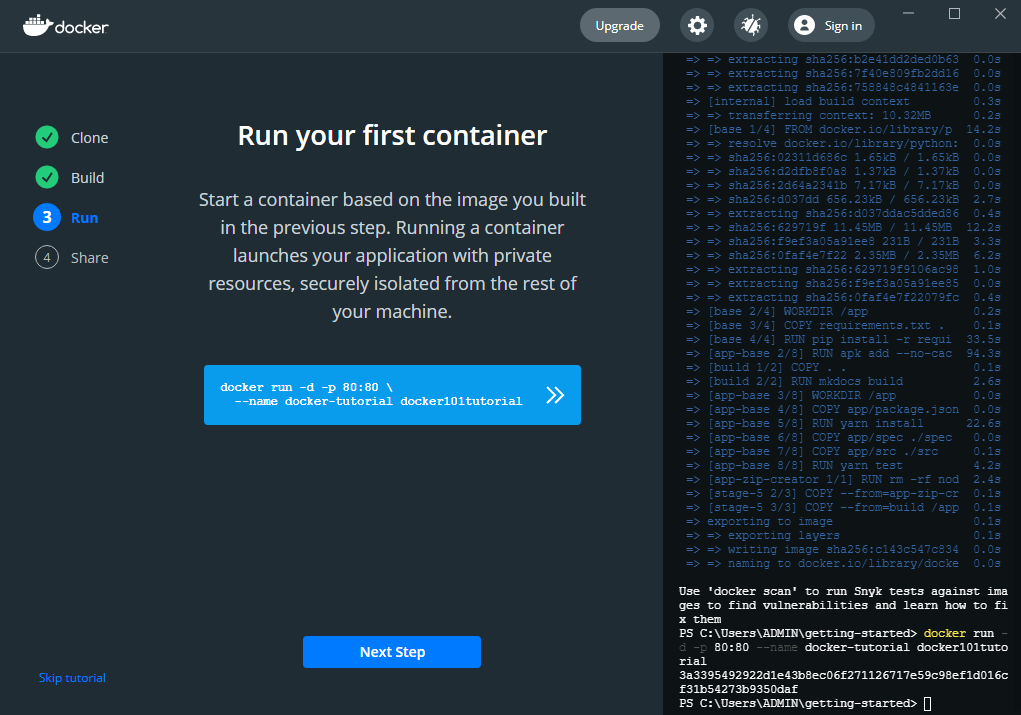 docker
Upgrade
Sign in
Clone
Build
3 Run
4 Share
Run your first container
Start a container based on the image you built
in the previous step. Running a container
launches your application with private
resources, securely isolated from the rest of
your machine.
docker run -d -p 80:80 \
--name docker-tutorial docker101tutorial
Next Step
Skip tutorial
=> => extracting sha256:b2e41dd2ded0b63 0.0s
=> => extracting sha256:7f40e809fb2dd16 0.0s
=> => extracting sha256:758848c4841163e 0.0s
=> [internal] load build context 0.3s
=> => transferring context: 10.32MB 0.2s
=> [base 1/4] FROM docker.io/library/p 14.2s
=> => resolve docker.io/library/python: 0.0s
=> => sha256:02311d686c 1.65kB / 1.65kB 0.0s
=> => sha256:d2dfb8f0a8 1.37kB / 1.37kB 0.0s
=> => sha256:2d64a2341b 7.17kB / 7.17kB 0.0s
=> => sha256:d037dd 656.23kB / 656.23kB 2.7s
=> => extracting sha256:d037ddac5dded86 0.4s
=> => sha256:629719f 11.45MB / 11.45MB 12.2s
=> => sha256:f9ef3a05a91ee8 231B / 231B 3.3s
=> => sha256:0faf4e7f22 2.35MB / 2.35MB 6.2s
=> => extracting sha256:629719f9106ac98 1.0s
=> => extracting sha256:f9ef3a05a91ee85 0.0s
=> => extracting sha256:0faf4e7f22079fc 0.4s
=> [base 2/4] WORKDIR /app 0.2s
=> [base 3/4] COPY requirements.txt . 0.1s
=> [base 4/4] RUN pip install -r requi 33.5s
=> [app-base 2/8] RUN apk add --no-cac 94.3s
=> [build 1/2] COPY . . 0.1s
=> [build 2/2] RUN mkdocs build 2.6s
=> [app-base 3/8] WORKDIR /app 0.0s
=> [app-base 4/8] COPY app/package.json 0.0s
=> [app-base 5/8] RUN yarn install 22.6s
=> [app-base 6/8] COPY app/spec ./spec 0.0s
=> [app-base 7/8] COPY app/src ./src 0.1s
=> [app-base 8/8] RUN yarn test 4.2s
=> [app-zip-creator 1/1] RUN rm -rf nod 2.4s
=> [stage-5 2/3] COPY --from=app-zip-cr 0.1s
=> [stage-5 3/3] COPY --from=build /app 0.1s
=> exporting to image 0.1s
=> => exporting layers 0.1s
=> => writing image sha256:c143c547c834 0.0s
=> => naming to docker.io/library/docke 0.0s
Use 'docker scan' to run Snyk tests against ima
ges to find vulnerabilities and learn how to fi
x them
PS C:\Users\ADMIN\getting-started> docker run -
d -p 80:80 --name docker-tutorial docker101tuto
rial
3a3395492922d1e43b8ec06f271126717e59c98ef1d016c
f31b54273b9350daf
PS C:\Users\ADMIN\getting-started>